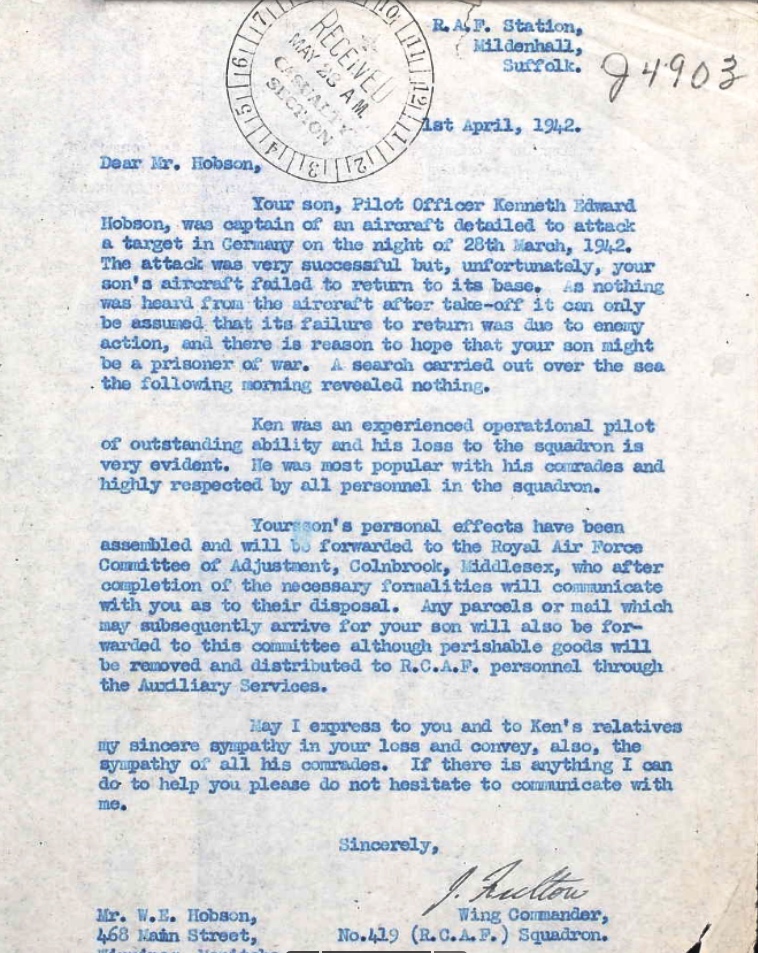 R.A.F. Station,
Mildenhall,
Suffolk.
J4903
RECEIVED
MAY 28 A.M.
CASUALTY
SECTION
1st April, 1942.
Dear Mr. Hobson,
Your son, Pilot Officer Kenneth Edward
Hobson, was captain of an aircraft detailed to attack
a target in Germany on the night of 28th March, 1942.
The attack was very successful but, unfortunately, your
son's aircraft failed to return to its base. As nothing
was heard from the aircraft after take-off it can only
be assumed that its failure to return was due to enemy
action, and there is reason to hope that your son might
be a prisoner of war. A search carried out over the sea
the following morning revealed nothing.
Ken was an experienced operational pilot
of outstanding ability and his loss to the squadron is
very evident. He was most popular with his comrades and
highly respected by all personnel in the squadron.
Your son's personal effects have been
assembled and will be forwarded to the Royal Air Force
Committee of Adjustment, Colnbrook, Middlesex, who after
completion of the necessary formalities will communicate
with you as to their disposal. Any parcels or mail which
may subsequently arrive for your son will also be for-
warded to this committee although perishable goods will
be removed and distributed to R.C.A.F. personnel through
the Auxiliary Services.
May I express to you and to Ken's relatives
my sincere sympathy in your loss and convey, also, the
sympathy of all his comrades. If there is anything I can
do to help you please do not hesitate to communicate with
me.
Sincerely,
J. Fulton
Wing Commander,
No.419 (R.C.A.F.) Squadron.
Mr. W.E. Hobson,
468 Main Street,